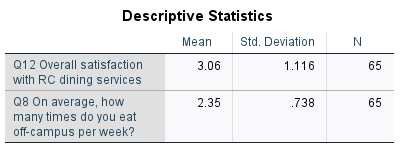 Descriptive Statistics
Mean Std. Deviation N
Q12 Overall satisfaction with RC dining services 3.06 1.116 65
Q8 On average, how many times do you eat off-campus per week? 2.35 .738 65